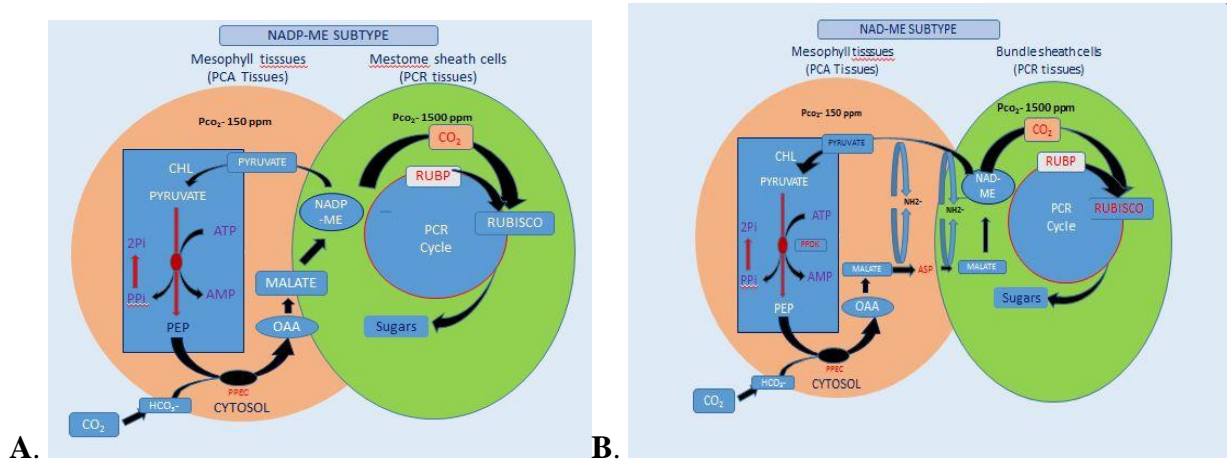 NADP-ME SUBTYPE
Mesophyll tisssues
(PCA Tissues)
Mestome sheath cells
(PCR tissues)
Pco₂- 150 ppm
Pco₂- 1500 ppm
CO₂
RUBP
CHL
PYRUVATE
PYRUVATE
NADP
-ME
PCR
Cycle
RUBISCO
2Pi
ATP
PPi
AMP
MALATE
PEP
OAA
Sugars
PPEC
HCO₃-
CYTOSOL
CO₂
A.
NAD-ME SUBTYPE
Mesophyll tisssues
(PCA Tissues)
Bundle sheath cells
(PCR tissues)
Pco₂- 150 ppm
Pco₂- 1500 ppm
CO₂
PYRUVATE
CHL
RUBP
PYRUVATE
NAD-
ME
NH2-
NH2-
PCR
Cycle
RUBISCO
2Pi
ATP
PPDK
PPi
AMP
MALATE
ASP
MALATE
PEP
OAA
Sugars
PPEC
HCO₃-
CYTOSOL
CO₂
B.